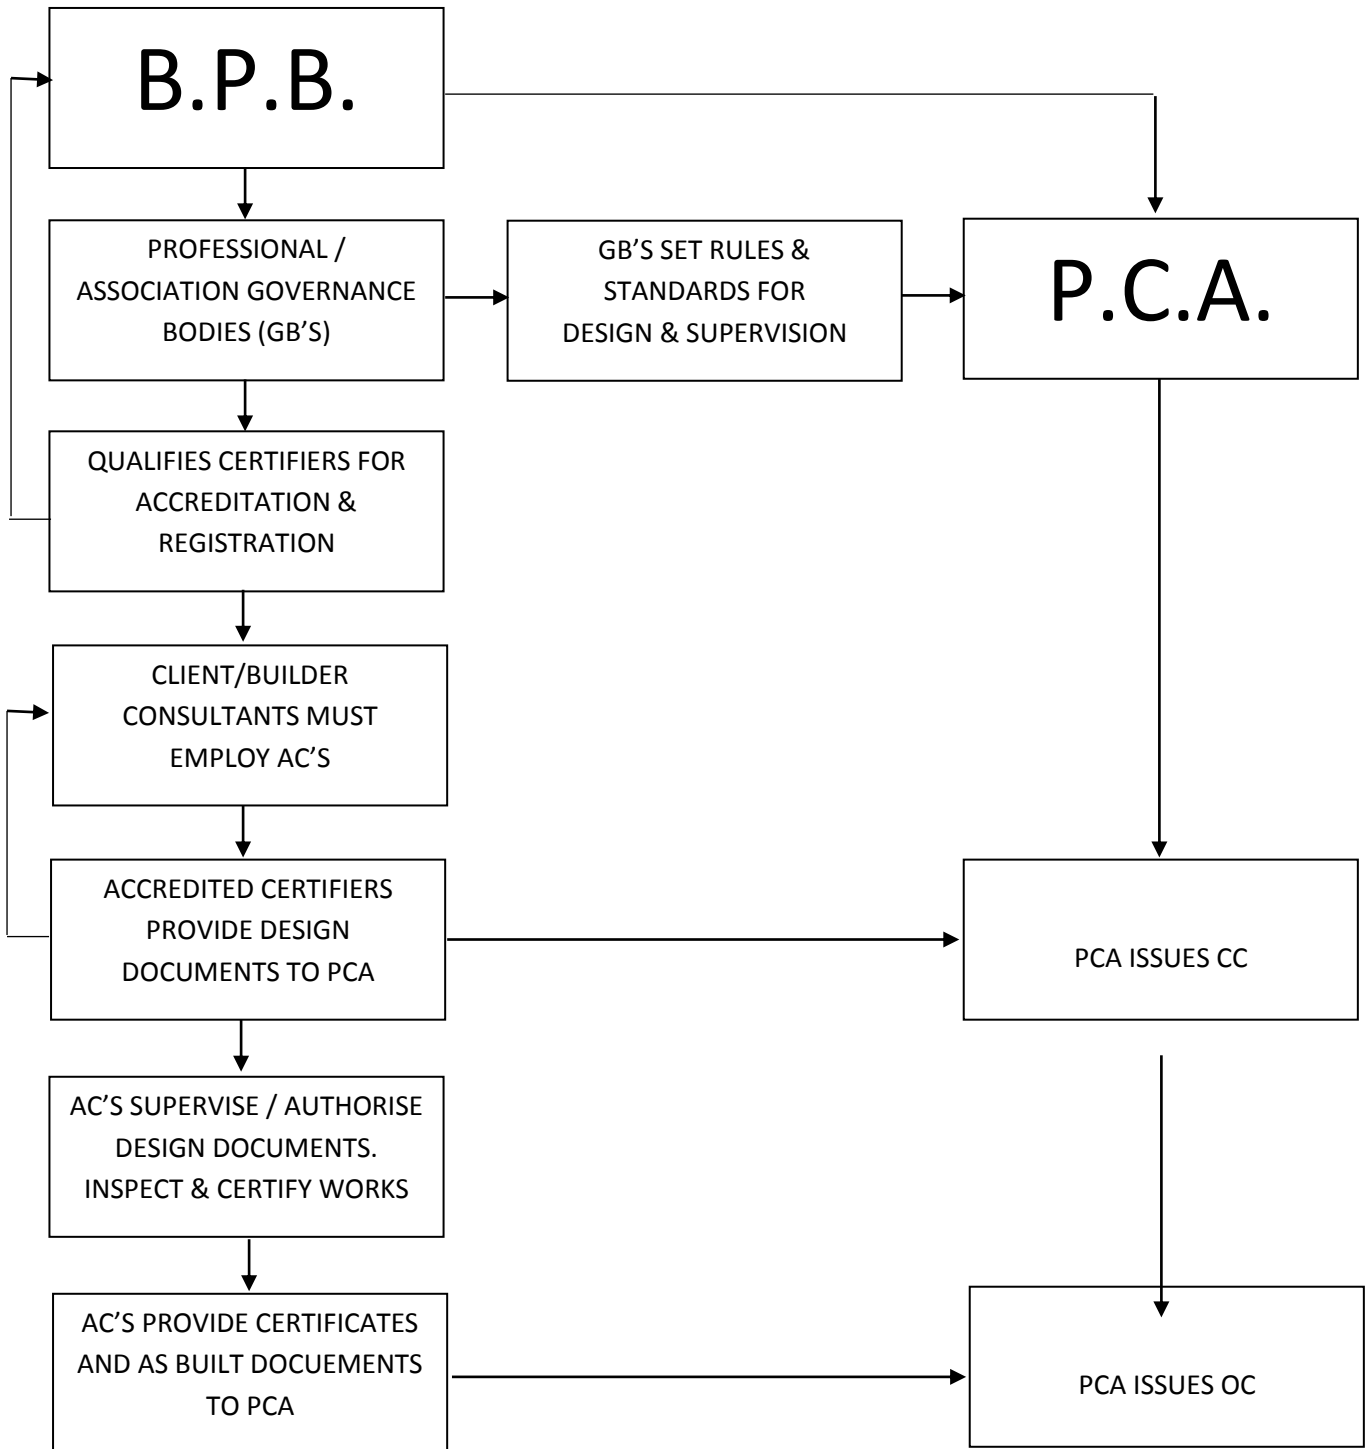 B.P.B.
PROFESSIONAL /
ASSOCIATION GOVERNANCE
BODIES (GB’S)
GB’S SET RULES &
STANDARDS FOR
DESIGN & SUPERVISION
P.C.A.
QUALIFIES CERTIFIERS FOR
ACCREDITATION &
REGISTRATION
CLIENT/BUILDER
CONSULTANTS MUST
EMPLOY AC’S
ACCREDITED CERTIFIERS
PROVIDE DESIGN
DOCUMENTS TO PCA
PCA ISSUES CC
AC’S SUPERVISE / AUTHORISE
DESIGN DOCUMENTS.
INSPECT & CERTIFY WORKS
AC’S PROVIDE CERTIFICATES
AND AS BUILT DOCUEMENTS
TO PCA
PCA ISSUES OC